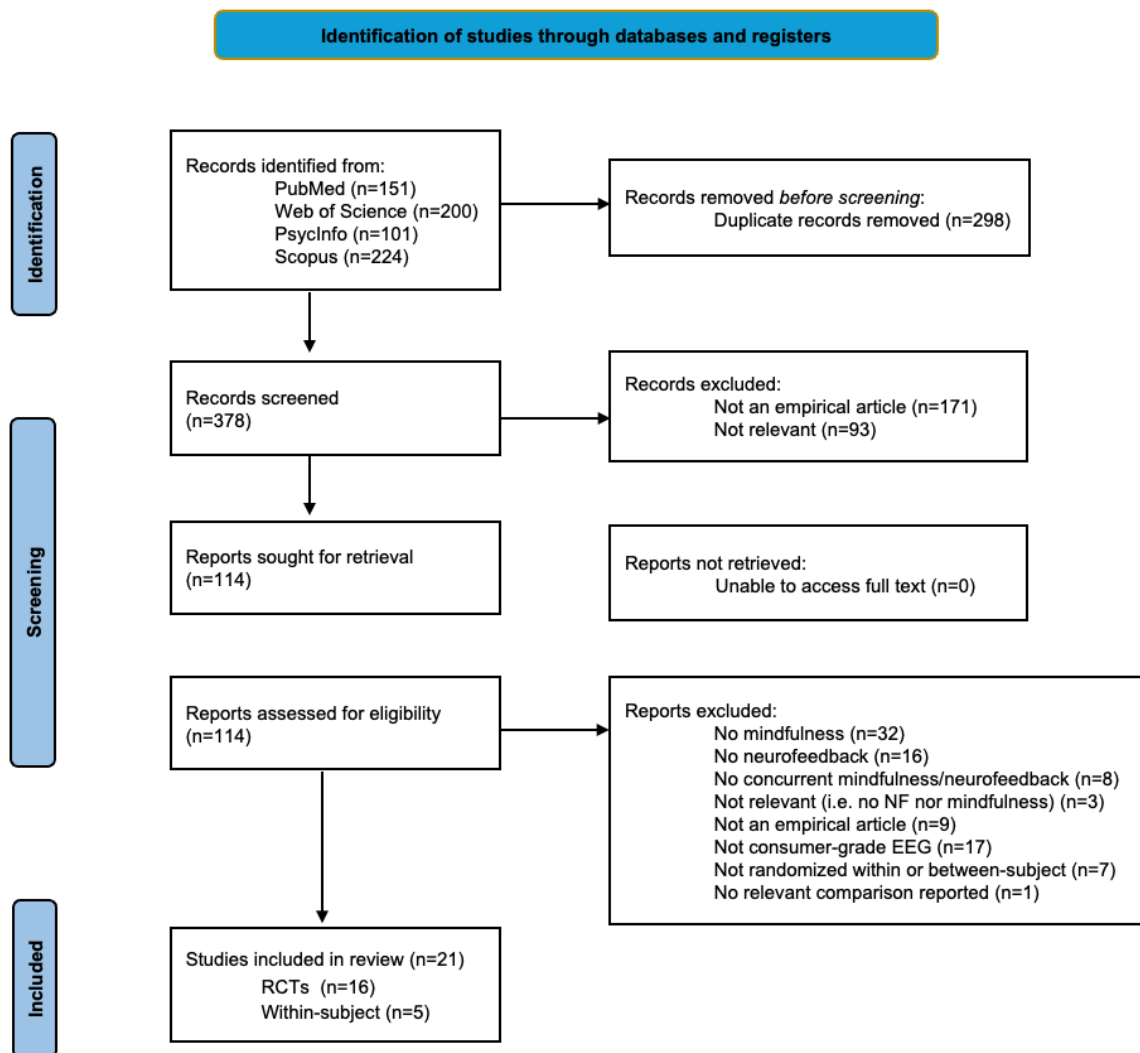 Identification of studies through databases and registers
Identification
Records identified from:
PubMed (n=151)
Web of Science (n=200)
PsycInfo (n=101)
Scopus (n=224)
Records removed before screening:
Duplicate records removed (n=298)
Screening
Records screened
(n=378)
Records excluded:
Not an empirical article (n=171)
Not relevant (n=93)
Reports sought for retrieval
(n=114)
Reports not retrieved:
Unable to access full text (n=0)
Reports assessed for eligibility
(n=114)
Reports excluded:
No mindfulness (n=32)
No neurofeedback (n=16)
No concurrent mindfulness/neurofeedback (n=8)
Not relevant (i.e. no NF nor mindfulness) (n=3)
Not an empirical article (n=9)
Not consumer-grade EEG (n=17)
Not randomized within or between-subject (n=7)
No relevant comparison reported (n=1)
Included
Studies included in review (n=21)
RCTs (n=16)
Within-subject (n=5)